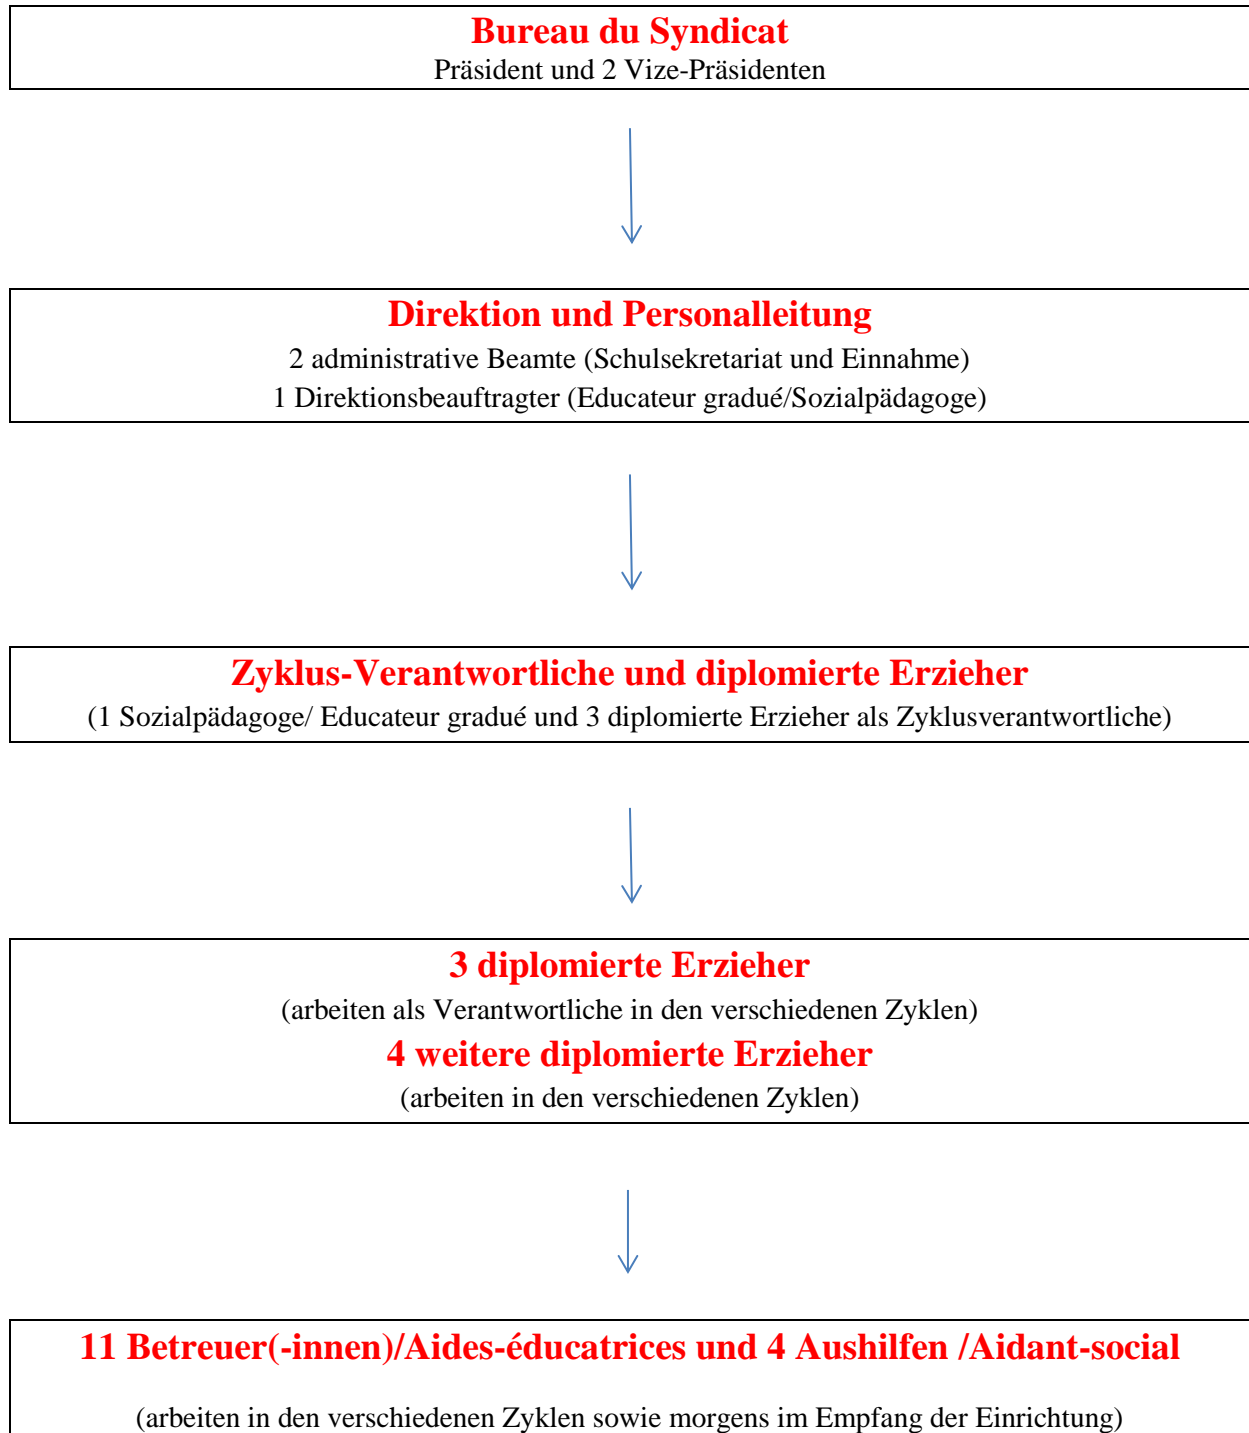 Bureau du Syndicat
Präsident und 2 Vize-Präsidenten
Direktion und Personalleitung
2 administrative Beamte (Schulsekretariat und Einnahme)
1 Direktionsbeauftragter (Educateur gradué/Sozialpädagoge)
Zyklus-Verantwortliche und diplomierte Erzieher
(1 Sozialpädagoge/ Educateur gradué und 3 diplomierte Erzieher als Zyklusverantwortliche)
3 diplomierte Erzieher
(arbeiten als Verantwortliche in den verschiedenen Zyklen)
4 weitere diplomierte Erzieher
(arbeiten in den verschiedenen Zyklen)
11 Betreuer(-innen)/Aides-éducatrices und 4 Aushilfen /Aidant-social
(arbeiten in den verschiedenen Zyklen sowie morgens im Empfang der Einrichtung)